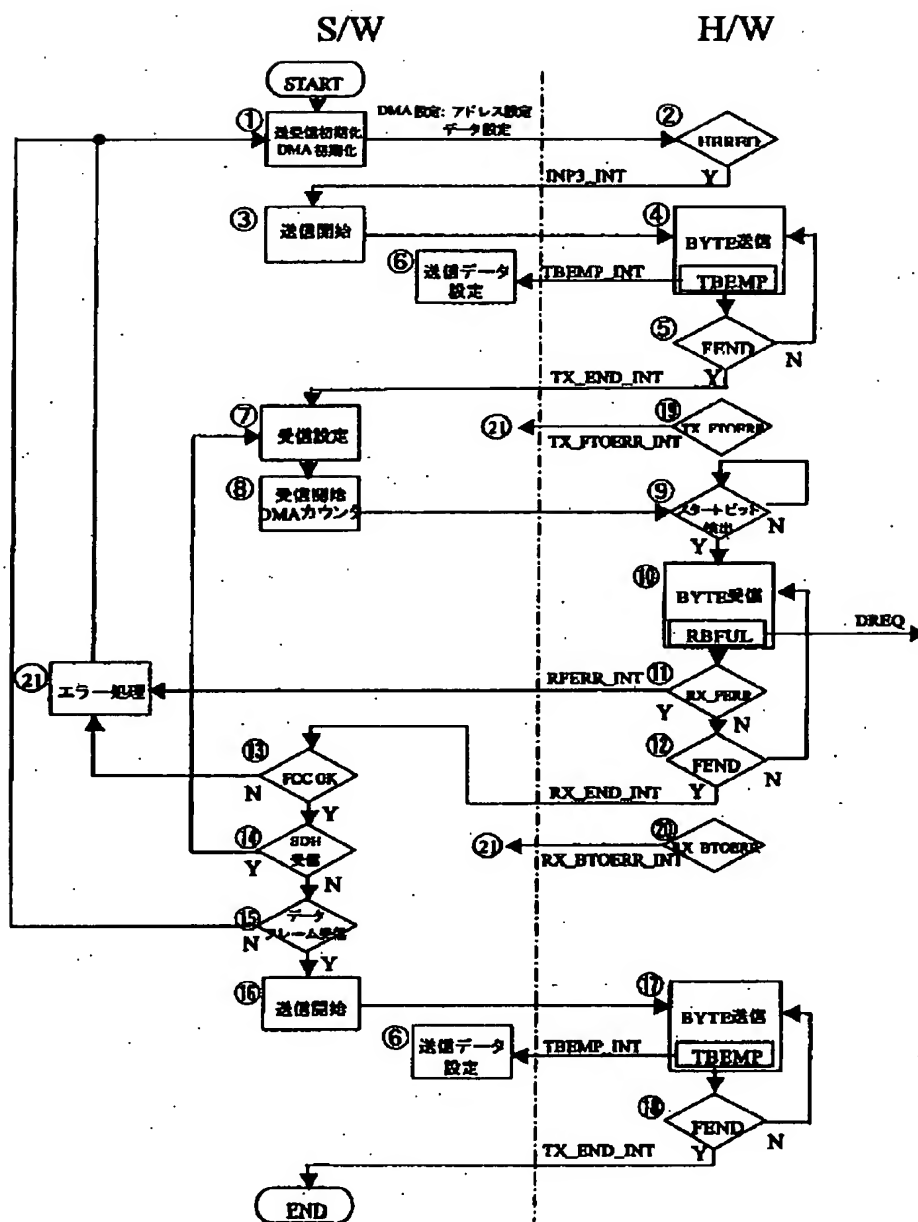 S/W
H/W
START
①
送受信初期化
DMA初期化
DMA設定: アドレス設定
データ設定
②
Y
INP3_INT
③
送信開始
④
BYTE送信
TBEMP
⑥
送信データ
設定
TBEMP_INT
⑤
FEND
N
Y
TX_END_INT
⑦
受信設定
⑲
TX_FTOERR
㉑
TX_FTOERR_INT
⑧
受信開始
DMAカウンタ
⑨
スタートビット
検出
N
Y
⑩
BYTE受信
RBFUL
DREQ
㉑
エラー処理
RFERR_INT
⑪
RX_FERR
Y
N
⑫
FEND
N
Y
RX_END_INT
⑬
FCC OK
N
Y
⑭
受信
Y
N
⑳
RX_BTOERR
㉑
RX_BTOERR_INT
⑮
データ
フレーム受信
N
Y
⑯
送信開始
⑰
BYTE送信
TBEMP
⑥
送信データ
設定
TBEMP_INT
⑱
FEND
N
Y
TX_END_INT
END